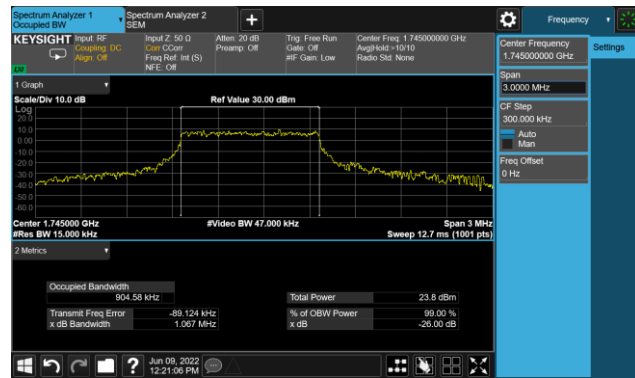 Spectrum Analyzer 1
Occupied BW
Spectrum Analyzer 2
SEM
Frequency
KEYSIGHT
Input: RF
Coupling: DC
Align: Off
Input Z: 50 Ω
Corr CCorr
Freq Ref: Int (S)
NFE: Off
Atten: 20 dB
Preamp: Off
Trig: Free Run
Gate: Off
#IF Gain: Low
Center Freq: 1.745000000 GHz
Avg|Hold:>10/10
Radio Std: None
1 Graph
Scale/Div 10.0 dB
Ref Value 30.00 dBm
Log
20.0
10.0
0.00
-10.0
-20.0
-30.0
-40.0
-50.0
-60.0
Center 1.745000 GHz
#Video BW 47.000 kHz
Span 3 MHz
#Res BW 15.000 kHz
Sweep 12.7 ms (1001 pts)
2 Metrics
Occupied Bandwidth
904.58 kHz
Total Power 23.8 dBm
Transmit Freq Error -89.124 kHz
% of OBW Power 99.00 %
x dB Bandwidth 1.067 MHz
x dB -26.00 dB
Jun 09, 2022
12:21:06 PM
Center Frequency
1.745000000 GHz
Settings
Span
3.0000 MHz
CF Step
300.000 kHz
Auto
Man
Freq Offset
0 Hz